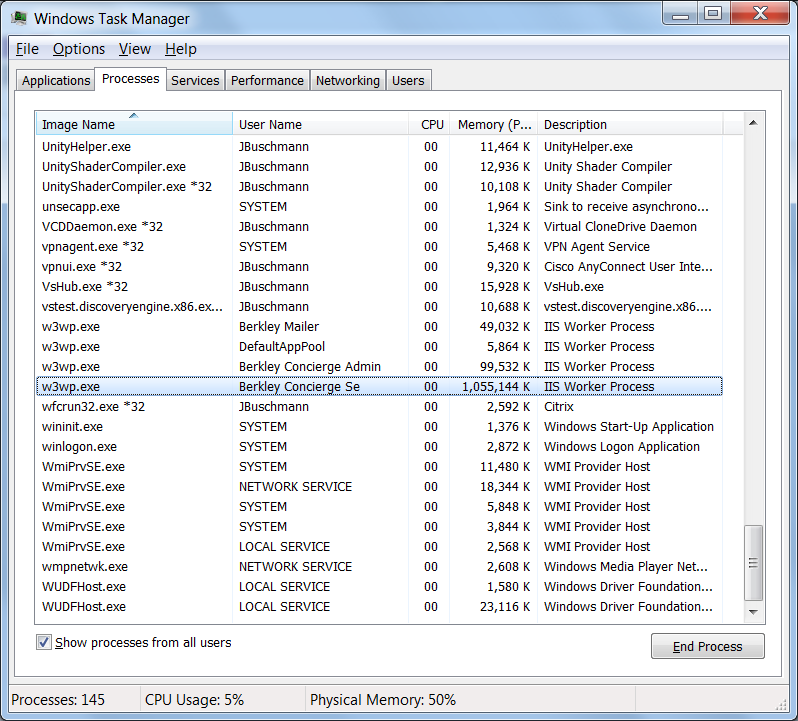 Windows Task Manager
File Options View Help
Applications Processes Services Performance Networking Users
Image Name User Name CPU Memory (P... Description
UnityHelper.exe JBuschmann 00 11,464 K UnityHelper.exe
UnityShaderCompiler.exe JBuschmann 00 12,936 K Unity Shader Compiler
UnityShaderCompiler.exe *32 JBuschmann 00 10,108 K Unity Shader Compiler
unsecapp.exe SYSTEM 00 1,964 K Sink to receive asynchrono...
VCDDaemon.exe *32 JBuschmann 00 1,324 K Virtual CloneDrive Daemon
vpnagent.exe *32 SYSTEM 00 5,468 K VPN Agent Service
vpnui.exe *32 JBuschmann 00 9,320 K Cisco AnyConnect User Inte...
VsHub.exe *32 JBuschmann 00 15,928 K VsHub.exe
vstest.discoveryengine.x86.ex... JBuschmann 00 10,688 K vstest.discoveryengine.x86....
w3wp.exe Berkley Mailer 00 49,032 K IIS Worker Process
w3wp.exe DefaultAppPool 00 5,864 K IIS Worker Process
w3wp.exe Berkley Concierge Admin 00 99,532 K IIS Worker Process
w3wp.exe Berkley Concierge Se 00 1,055,144 K IIS Worker Process
wfcrun32.exe *32 JBuschmann 00 2,592 K Citrix
wininit.exe SYSTEM 00 1,376 K Windows Start-Up Application
winlogon.exe SYSTEM 00 2,872 K Windows Logon Application
WmiPrvSE.exe SYSTEM 00 11,480 K WMI Provider Host
WmiPrvSE.exe NETWORK SERVICE 00 18,344 K WMI Provider Host
WmiPrvSE.exe SYSTEM 00 5,848 K WMI Provider Host
WmiPrvSE.exe SYSTEM 00 3,844 K WMI Provider Host
WmiPrvSE.exe LOCAL SERVICE 00 2,568 K WMI Provider Host
wmpnetwk.exe NETWORK SERVICE 00 2,608 K Windows Media Player Net...
WUDFHost.exe LOCAL SERVICE 00 1,580 K Windows Driver Foundation...
WUDFHost.exe LOCAL SERVICE 00 23,116 K Windows Driver Foundation...
Show processes from all users End Process
Processes: 145 CPU Usage: 5% Physical Memory: 50%